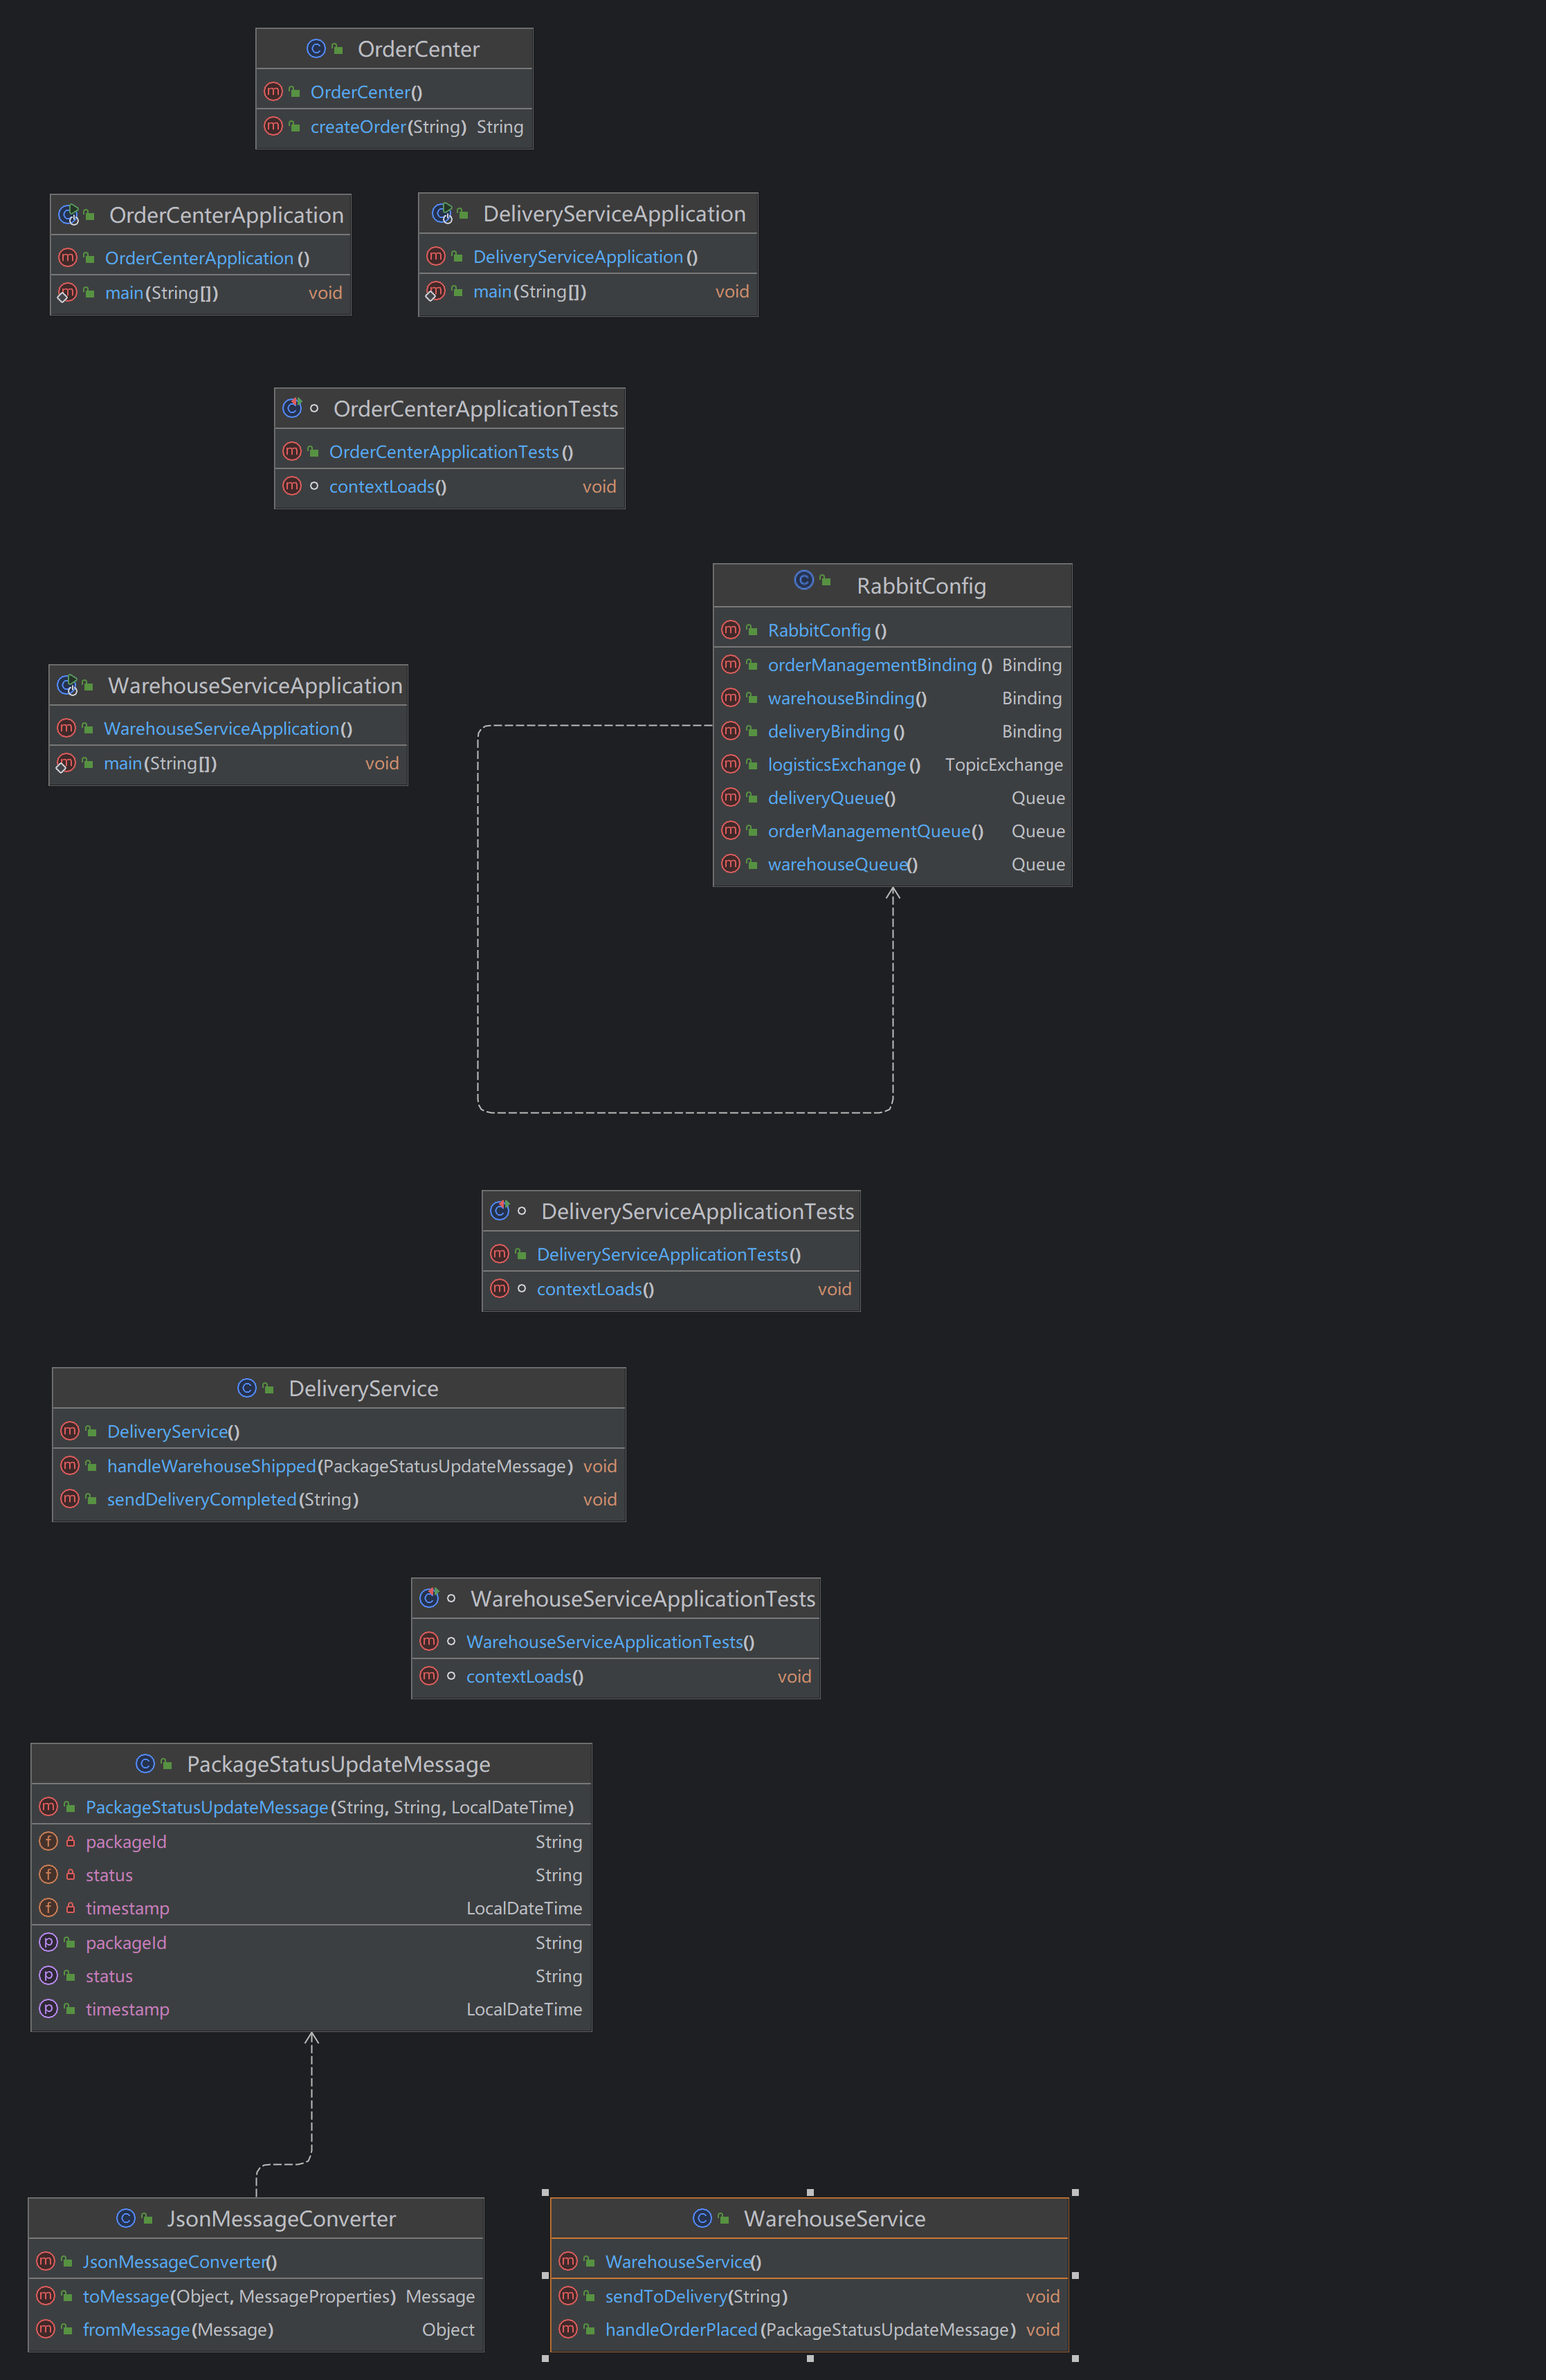 OrderCenter
OrderCenter()
createOrder(String) String
OrderCenterApplication
OrderCenterApplication()
main(String[]) void
DeliveryServiceApplication
DeliveryServiceApplication()
main(String[]) void
OrderCenterApplicationTests
OrderCenterApplicationTests()
contextLoads() void
RabbitConfig
RabbitConfig()
orderManagementBinding() Binding
warehouseBinding() Binding
deliveryBinding() Binding
logisticsExchange() TopicExchange
deliveryQueue() Queue
orderManagementQueue() Queue
warehouseQueue() Queue
WarehouseServiceApplication
WarehouseServiceApplication()
main(String[]) void
DeliveryServiceApplicationTests
DeliveryServiceApplicationTests()
contextLoads() void
DeliveryService
DeliveryService()
handleWarehouseShipped(PackageStatusUpdateMessage) void
sendDeliveryCompleted(String) void
WarehouseServiceApplicationTests
WarehouseServiceApplicationTests()
contextLoads() void
PackageStatusUpdateMessage
PackageStatusUpdateMessage(String, String, LocalDateTime)
packageId String
status String
timestamp LocalDateTime
packageId String
status String
timestamp LocalDateTime
JsonMessageConverter
JsonMessageConverter()
toMessage(Object, MessageProperties) Message
fromMessage(Message) Object
WarehouseService
WarehouseService()
sendToDelivery(String) void
handleOrderPlaced(PackageStatusUpdateMessage) void